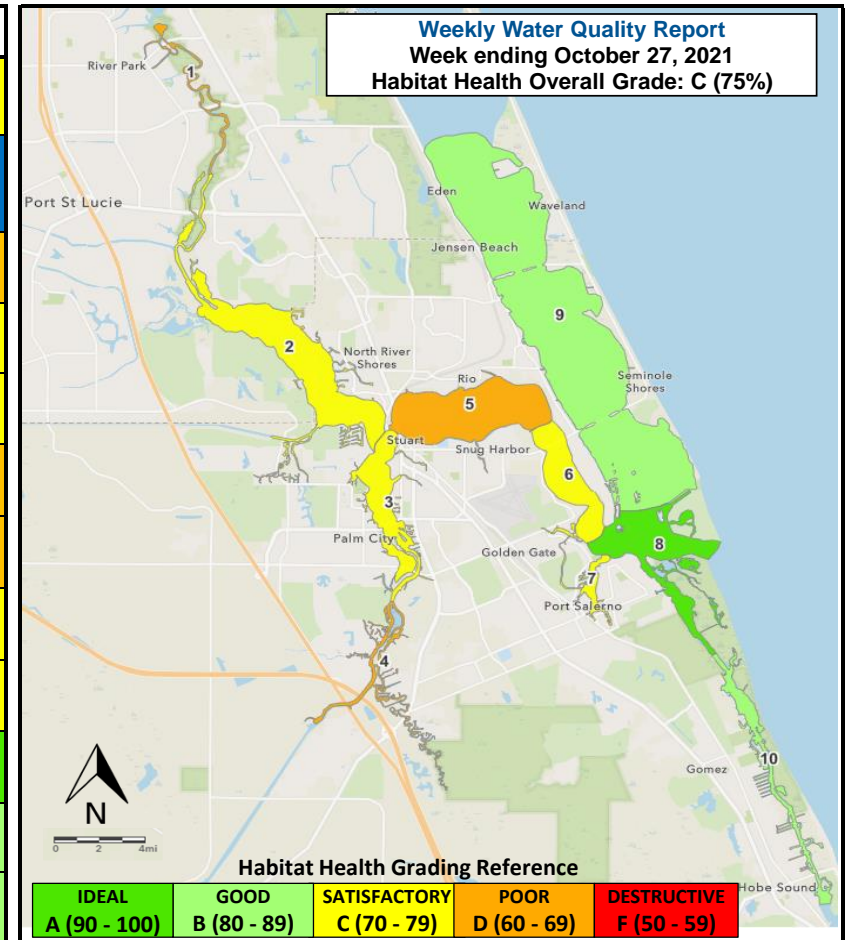 Weekly Water Quality Report
Week ending October 27, 2021
Habitat Health Overall Grade: C (75%)
River Park
1
Port St Lucie
Eden
Waveland
Jensen Beach
9
2
North River
Shores
Rio
Seminole
Shores
5
Stuart
Snug Harbor
6
3
Palm City
Golden Gate
8
7
Port Salerno
4
10
Gomez
N
0 2 4mi
Hobe Sound
Habitat Health Grading Reference
IDEAL
A (90 - 100)
GOOD
B (80 - 89)
SATISFACTORY
C (70 - 79)
POOR
D (60 - 69)
DESTRUCTIVE
F (50 - 59)